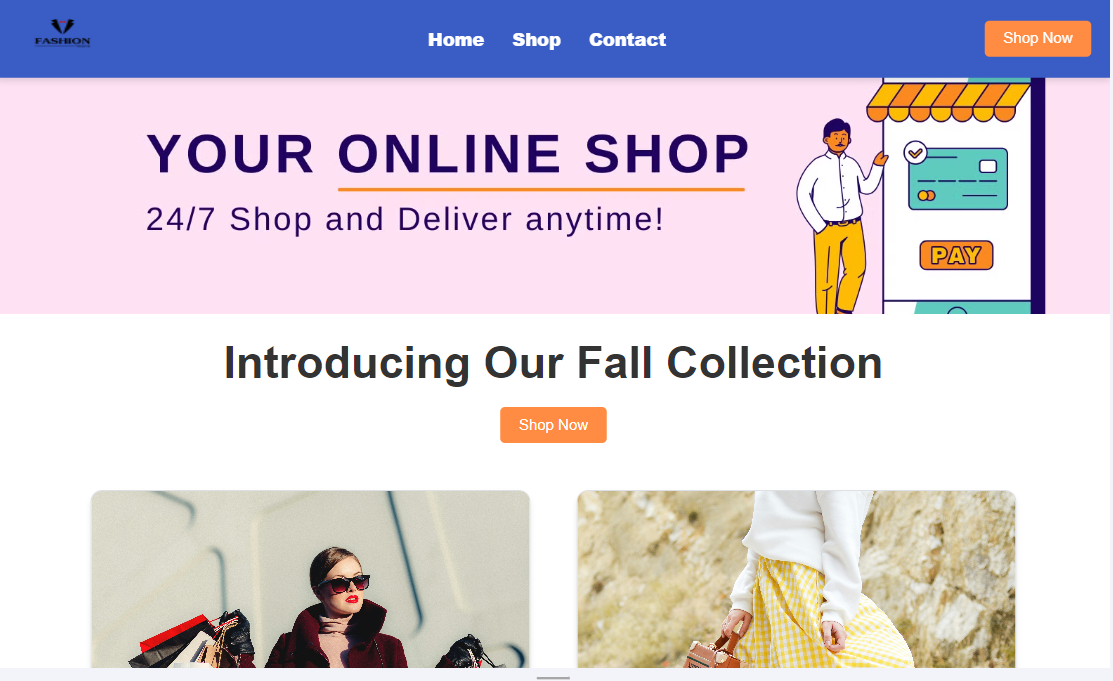 FASHION
Home Shop Contact
Shop Now
YOUR ONLINE SHOP
24/7 Shop and Deliver anytime!
PAY
Introducing Our Fall Collection
Shop Now